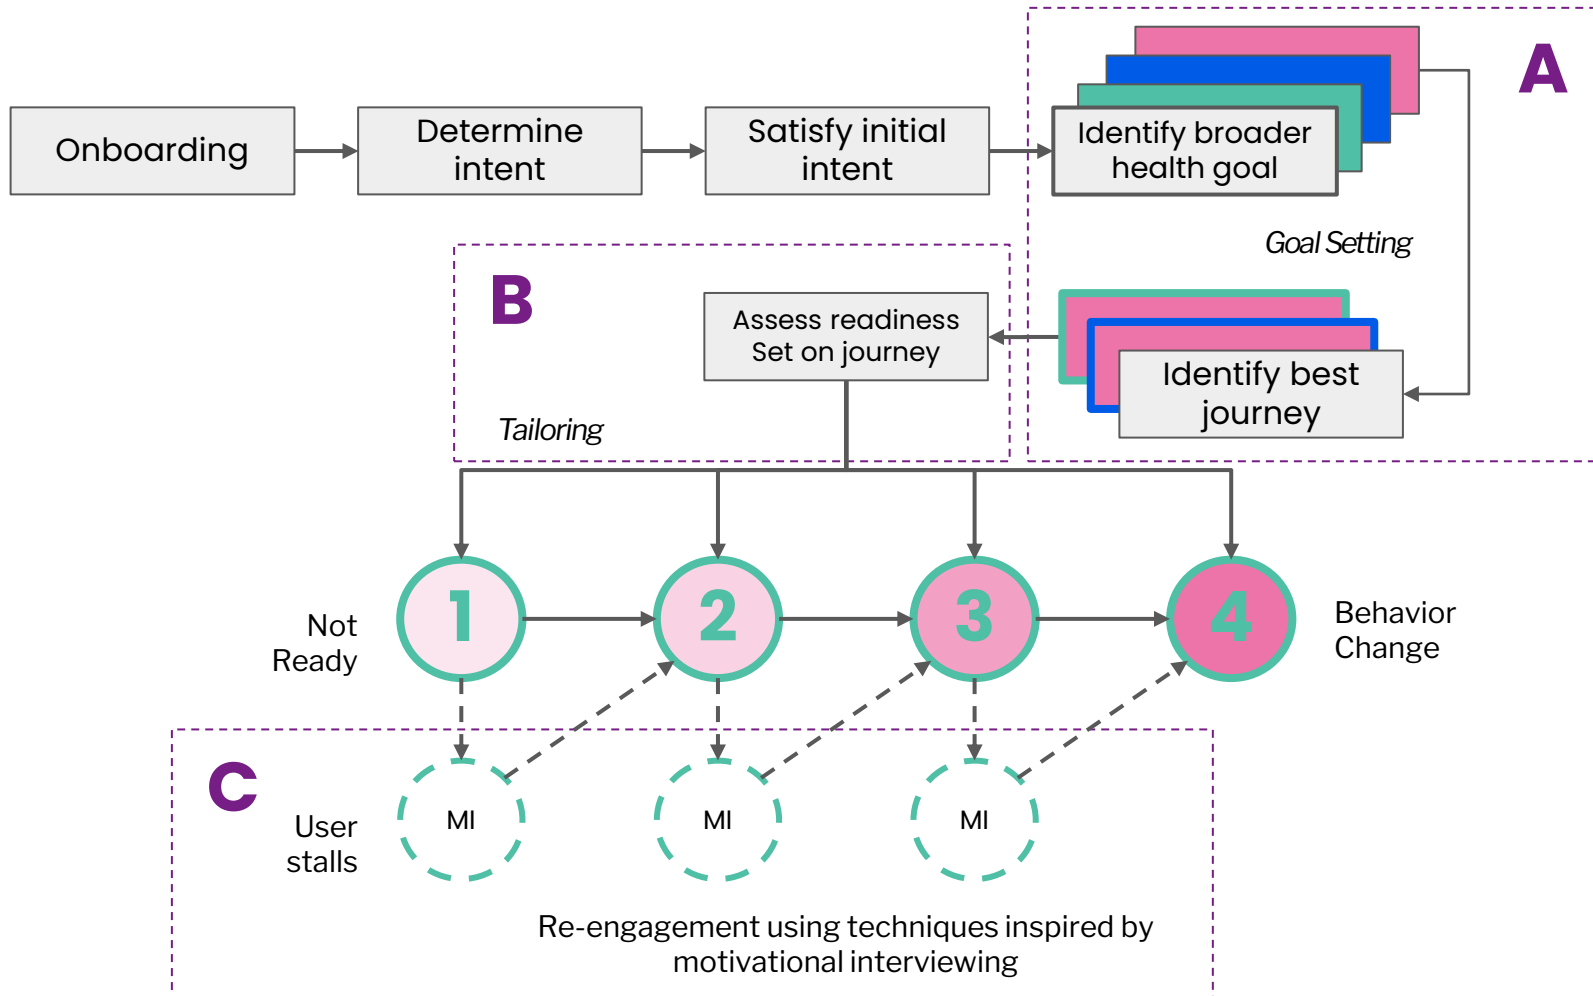 Onboarding
Determine
intent
Satisfy initial
intent
Identify broader
health goal
A
Goal Setting
B
Assess readiness
Set on journey
Identify best
journey
Tailoring
Not
Ready
1
2
3
4
Behavior
Change
C
User
stalls
MI
MI
MI
Re-engagement using techniques inspired by
motivational interviewing